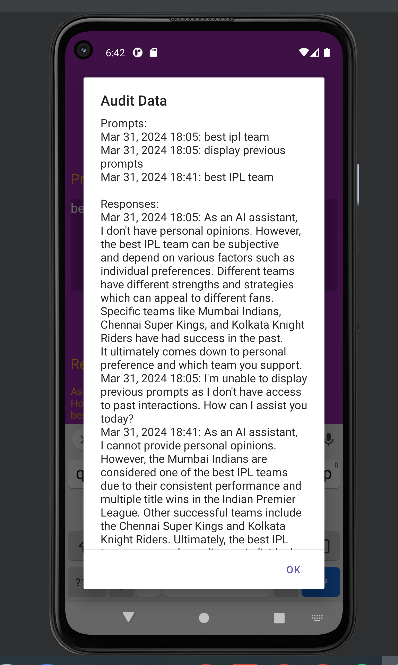 6:42
Audit Data
Prompts:
Mar 31, 2024 18:05: best ipl team
Mar 31, 2024 18:05: display previous
prompts
Mar 31, 2024 18:41: best IPL team
Responses:
Mar 31, 2024 18:05: As an AI assistant,
I don't have personal opinions. However,
the best IPL team can be subjective
and depend on various factors such as
individual preferences. Different teams
have different strengths and strategies
which can appeal to different fans.
Specific teams like Mumbai Indians,
Chennai Super Kings, and Kolkata Knight
Riders have had success in the past.
It ultimately comes down to personal
preference and which team you support.
Mar 31, 2024 18:05: I'm unable to display
previous prompts as I don't have access
to past interactions. How can I assist you
today?
Mar 31, 2024 18:41: As an AI assistant,
I cannot provide personal opinions.
However, the Mumbai Indians are
considered one of the best IPL teams
due to their consistent performance and
multiple title wins in the Indian Premier
League. Other successful teams include
the Chennai Super Kings and Kolkata
Knight Riders. Ultimately, the best IPL
OK
Pr
be
Re
As
Ho
be
q
p
0
?1